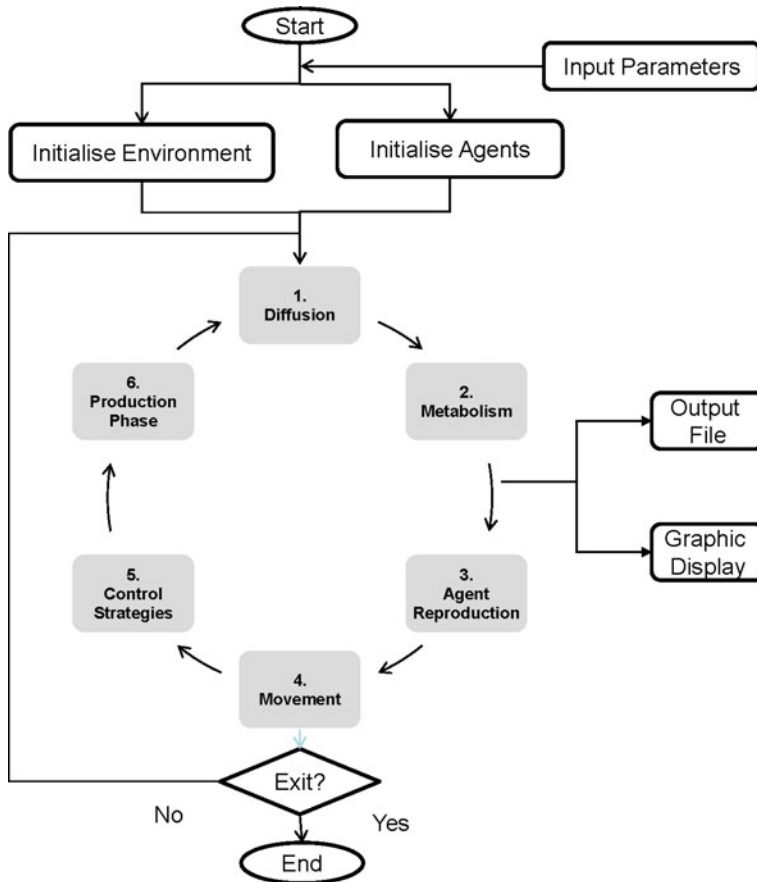 Start
Input Parameters
Initialise Environment
Initialise Agents
1.
Diffusion
6.
Production
Phase
2.
Metabolism
Output
File
Graphic
Display
5.
Control
Strategies
3.
Agent
Reproduction
4.
Movement
Exit?
No
Yes
End